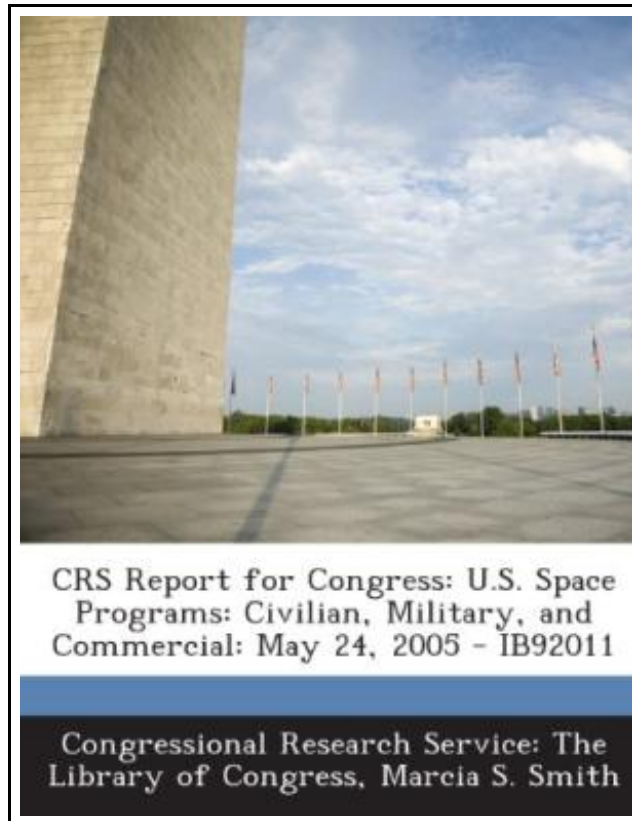 CRS Report for Congress: U.S. Space
Programs: Civilian, Military, and
Commercial: May 24, 2005 - IB92011
Congressional Research Service: The
Library of Congress, Marcia S. Smith